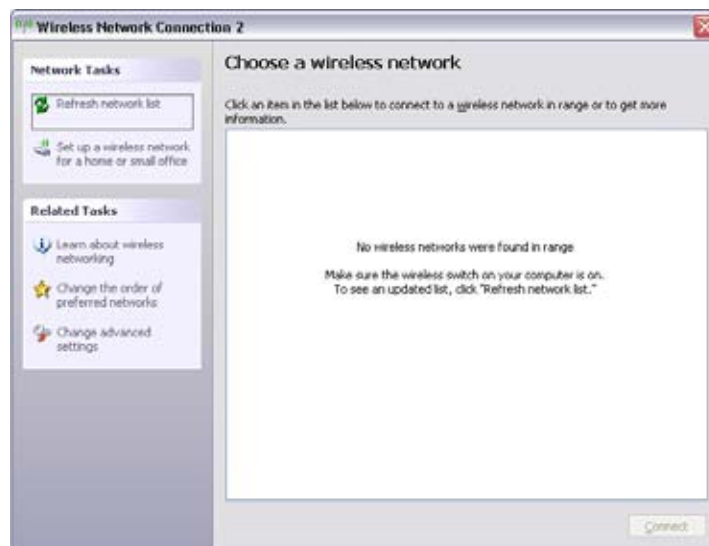 Wireless Network Connection 2
Network Tasks
Refresh network list
Set up a wireless network
for a home or small office
Related Tasks
Learn about wireless
networking
Change the order of
preferred networks
Change advanced
settings
Choose a wireless network
Click an item in the list below to connect to a wireless network in range or to get more
information.
No wireless networks were found in range
Make sure the wireless switch on your computer is on.
To see an updated list, click "Refresh network list."
Connect